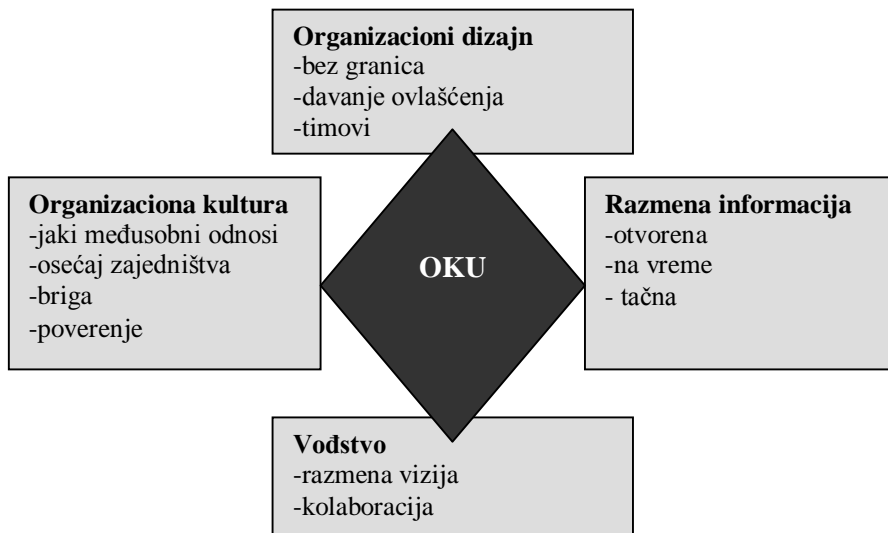 Organizacioni dizajn
-bez granica
-davanje ovlašćenja
-timovi
Organizaciona kultura
-jaki međusobni odnosi
-osećaj zajedništva
-briga
-poverenje
OKU
Razmena informacija
-otvorena
-na vreme
- tačna
Vođstvo
-razmena vizija
-kolaboracija